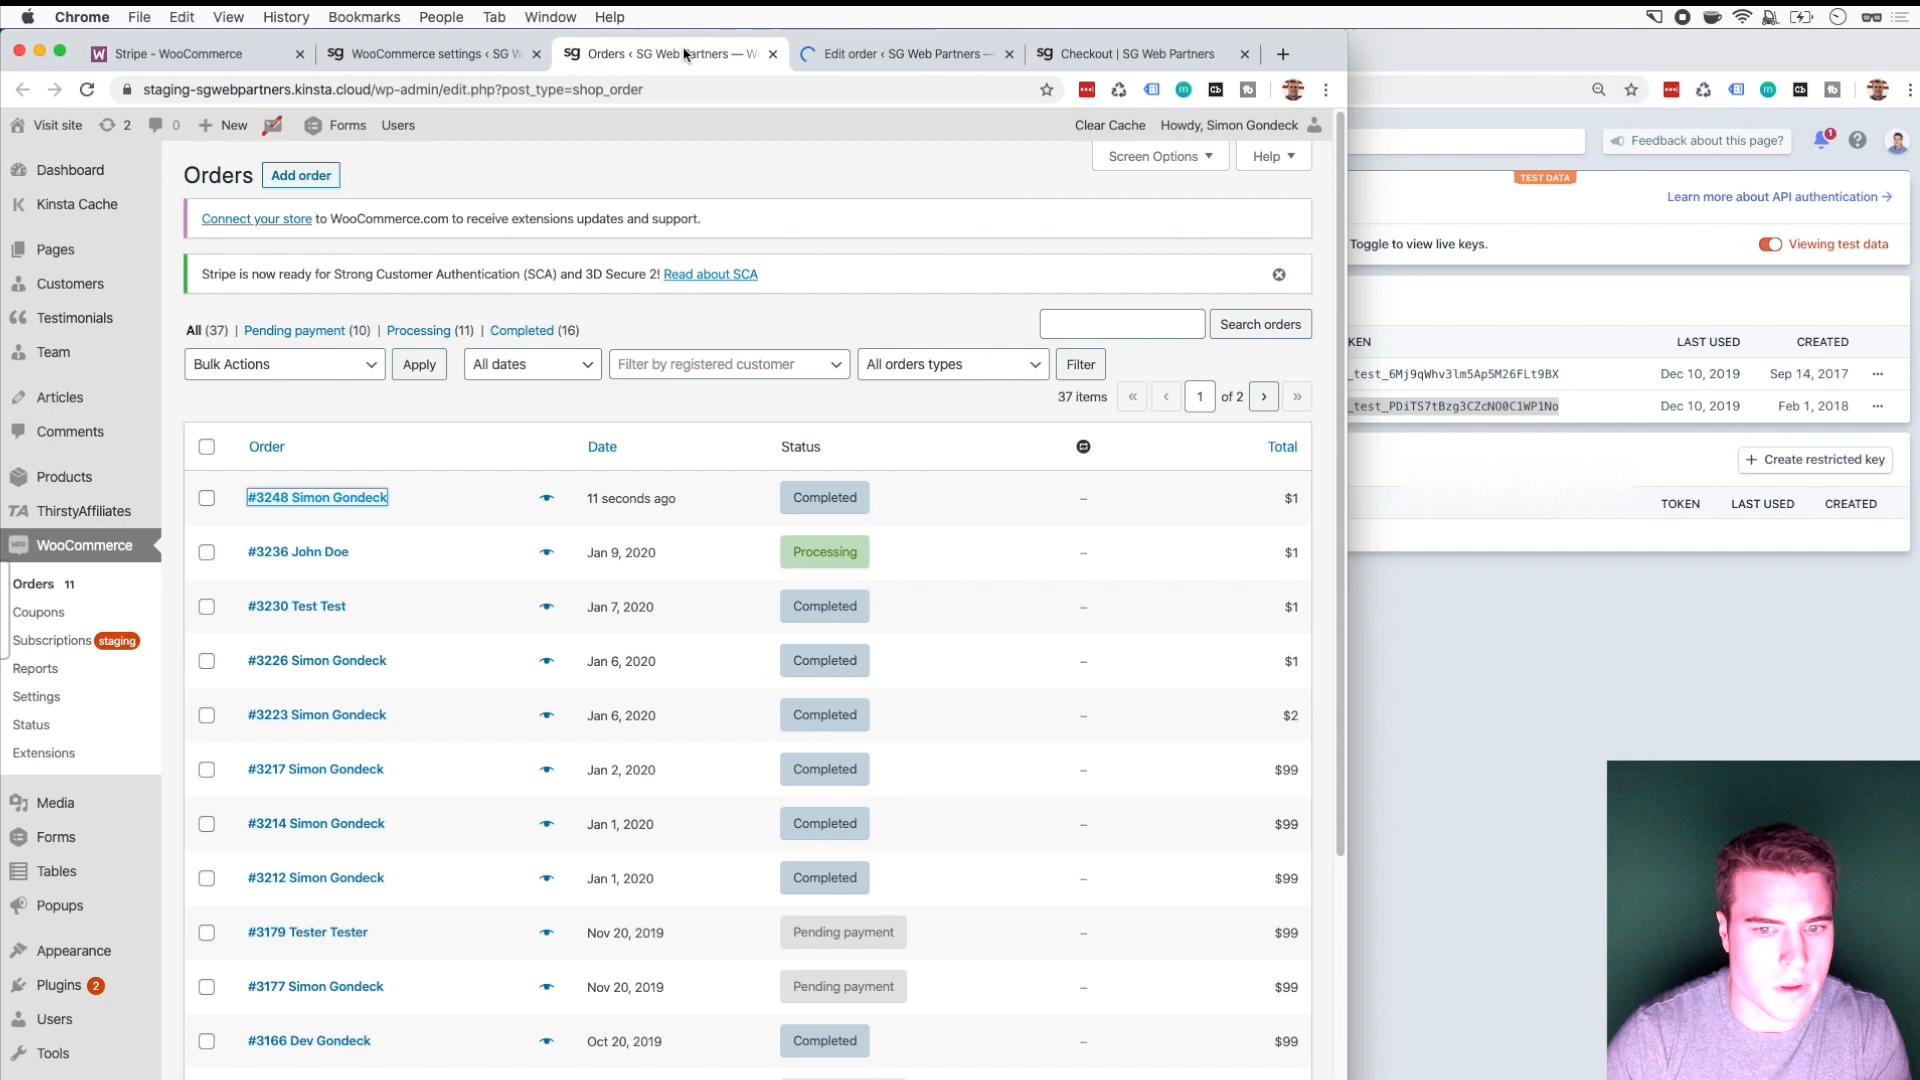 Chrome File Edit View History Bookmarks People Tab Window Help
Stripe - WooCommerce
sg WooCommerce settings ‹ SG W
sg Orders ‹ SG Web Partners — W
Edit order ‹ SG Web Partners —
sg Checkout | SG Web Partners
staging-sgwebpartners.kinsta.cloud/wp-admin/edit.php?post_type=shop_order
Visit site 2 0 New Forms Users Clear Cache Howdy, Simon Gondeck
Feedback about this page? 1
Screen Options Help
Dashboard
Kinsta Cache
Pages
Customers
Testimonials
Team
Articles
Comments
Products
TA ThirstyAffiliates
WooCommerce
Orders 11
Coupons
Subscriptions staging
Reports
Settings
Status
Extensions
Media
Forms
Tables
Popups
Appearance
Plugins 2
Users
Tools
Orders Add order
Connect your store to WooCommerce.com to receive extensions updates and support.
Stripe is now ready for Strong Customer Authentication (SCA) and 3D Secure 2! Read about SCA
All (37) | Pending payment (10) | Processing (11) | Completed (16)
Search orders
Bulk Actions Apply All dates Filter by registered customer All orders types Filter
37 items « ‹ 1 of 2 › »
Order Date Status Total
#3248 Simon Gondeck 11 seconds ago Completed – $1
#3236 John Doe Jan 9, 2020 Processing – $1
#3230 Test Test Jan 7, 2020 Completed – $1
#3226 Simon Gondeck Jan 6, 2020 Completed – $1
#3223 Simon Gondeck Jan 6, 2020 Completed – $2
#3217 Simon Gondeck Jan 2, 2020 Completed – $99
#3214 Simon Gondeck Jan 1, 2020 Completed – $99
#3212 Simon Gondeck Jan 1, 2020 Completed – $99
#3179 Tester Tester Nov 20, 2019 Pending payment – $99
#3177 Simon Gondeck Nov 20, 2019 Pending payment – $99
#3166 Dev Gondeck Oct 20, 2019 Completed – $99
TEST DATA
Learn more about API authentication →
Toggle to view live keys. Viewing test data
KEN LAST USED CREATED
_test_6Mj9qWhv3lm5Ap5M26FLt9BX Dec 10, 2019 Sep 14, 2017
_test_PDiTS7tBzg3CZcNO0C1WP1No Dec 10, 2019 Feb 1, 2018
+ Create restricted key
TOKEN LAST USED CREATED